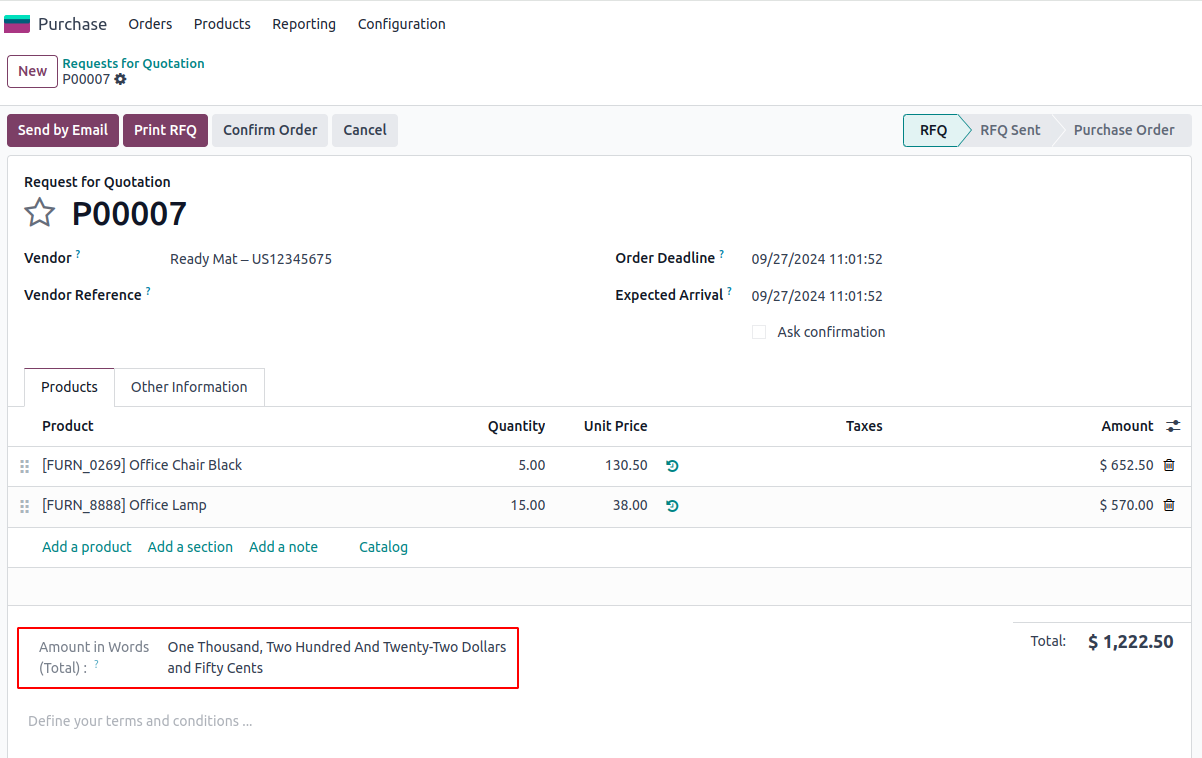 Purchase Orders Products Reporting Configuration
New Requests for Quotation
P00007
Send by Email Print RFQ Confirm Order Cancel RFQ RFQ Sent Purchase Order
Request for Quotation
P00007
Vendor ? Ready Mat – US12345675 Order Deadline ? 09/27/2024 11:01:52
Vendor Reference ? Expected Arrival ? 09/27/2024 11:01:52
Ask confirmation
Products Other Information
Product Quantity Unit Price Taxes Amount
[FURN_0269] Office Chair Black 5.00 130.50 $ 652.50
[FURN_8888] Office Lamp 15.00 38.00 $ 570.00
Add a product Add a section Add a note Catalog
Amount in Words One Thousand, Two Hundred And Twenty-Two Dollars Total: $ 1,222.50
(Total) : ? and Fifty Cents
Define your terms and conditions ...